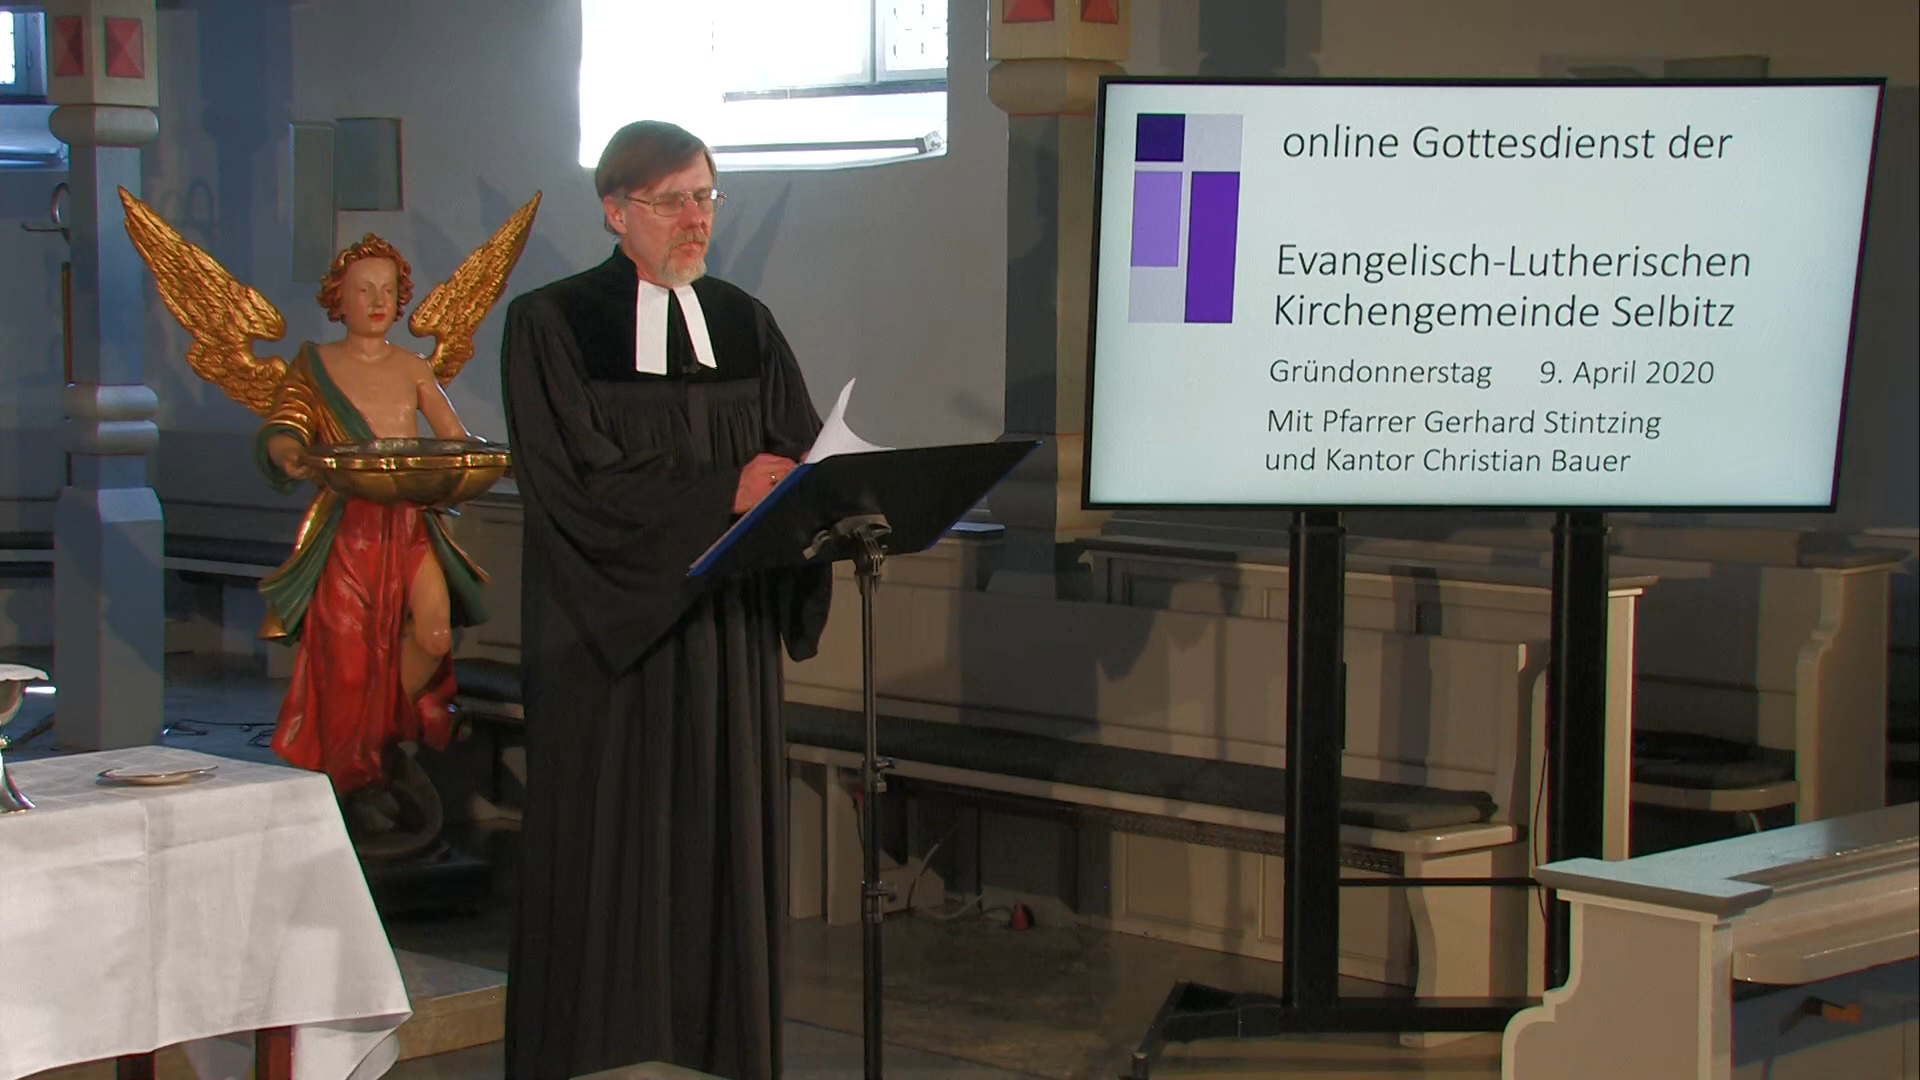 online Gottesdienst der
Evangelisch-Lutherischen
Kirchengemeinde Selbitz
Gründonnerstag 9. April 2020
Mit Pfarrer Gerhard Stintzing
und Kantor Christian Bauer